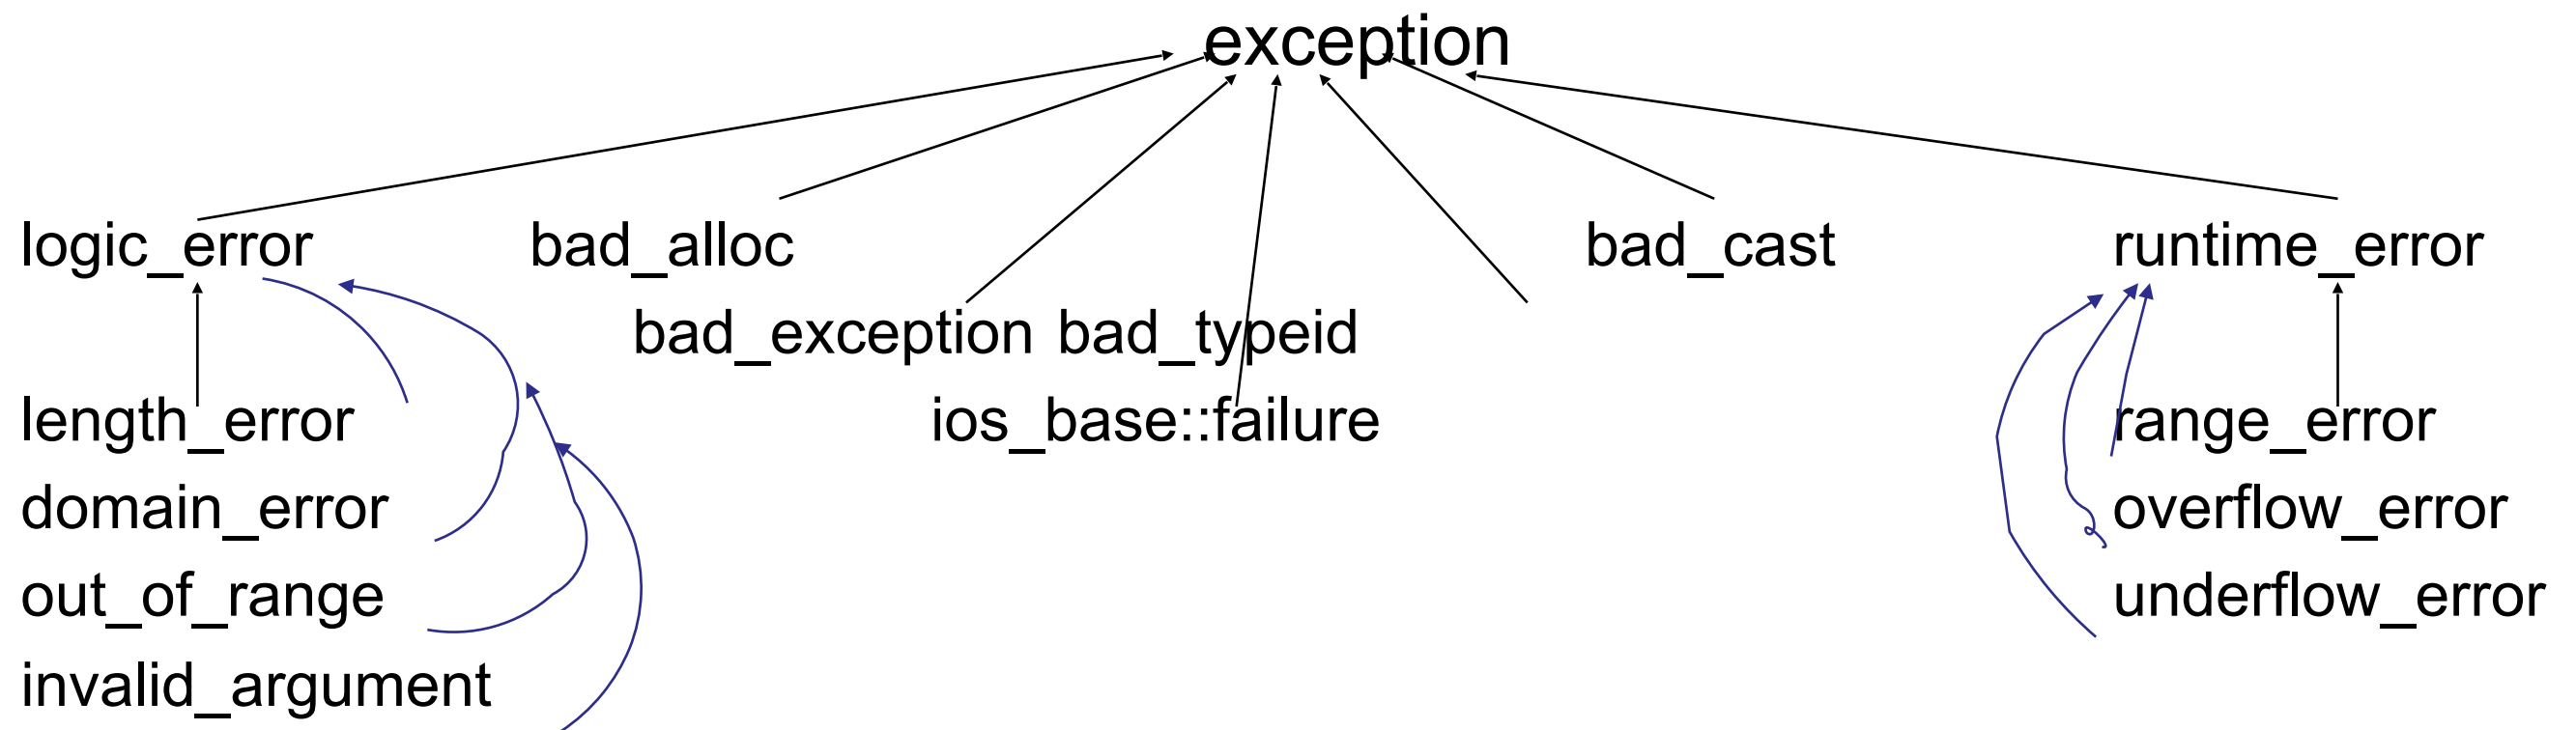 exception
logic_error bad_alloc bad_cast runtime_error
bad_exception bad_typeid
length_error ios_base::failure range_error
domain_error overflow_error
out_of_range underflow_error
invalid_argument